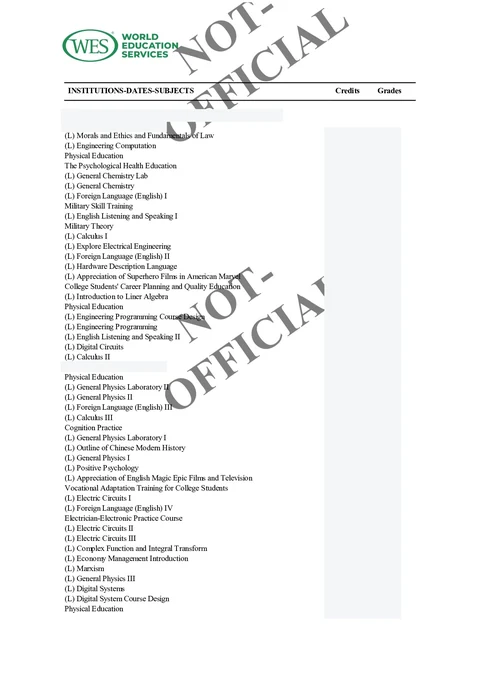 WES
WORLD
EDUCATION
SERVICES
NOT-
OFFICIAL
INSTITUTIONS-DATES-SUBJECTS Credits Grades
(L) Morals and Ethics and Fundamentals of Law
(L) Engineering Computation
Physical Education
The Psychological Health Education
(L) General Chemistry Lab
(L) General Chemistry
(L) Foreign Language (English) I
Military Skill Training
(L) English Listening and Speaking I
Military Theory
(L) Calculus I
(L) Explore Electrical Engineering
(L) Foreign Language (English) II
(L) Hardware Description Language
(L) Appreciation of Superhero Films in American Marvel
College Students' Career Planning and Quality Education
(L) Introduction to Liner Algebra
Physical Education
(L) Engineering Programming Course Design
(L) Engineering Programming
(L) English Listening and Speaking II
(L) Digital Circuits
(L) Calculus II
NOT-
OFFICIAL
Physical Education
(L) General Physics Laboratory II
(L) General Physics II
(L) Foreign Language (English) III
(L) Calculus III
Cognition Practice
(L) General Physics Laboratory I
(L) Outline of Chinese Modern History
(L) General Physics I
(L) Positive Psychology
(L) Appreciation of English Magic Epic Films and Television
Vocational Adaptation Training for College Students
(L) Electric Circuits I
(L) Foreign Language (English) IV
Electrician-Electronic Practice Course
(L) Electric Circuits II
(L) Electric Circuits III
(L) Complex Function and Integral Transform
(L) Economy Management Introduction
(L) Marxism
(L) General Physics III
(L) Digital Systems
(L) Digital System Course Design
Physical Education